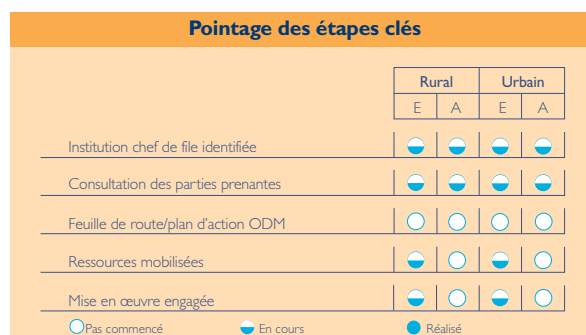 Pointage des étapes clés
Rural Urbain
E A E A
Institution chef de file identifiée
Consultation des parties prenantes
Feuille de route/plan d'action ODM
Ressources mobilisées
Mise en œuvre engagée
Pas commencé En cours Réalisé